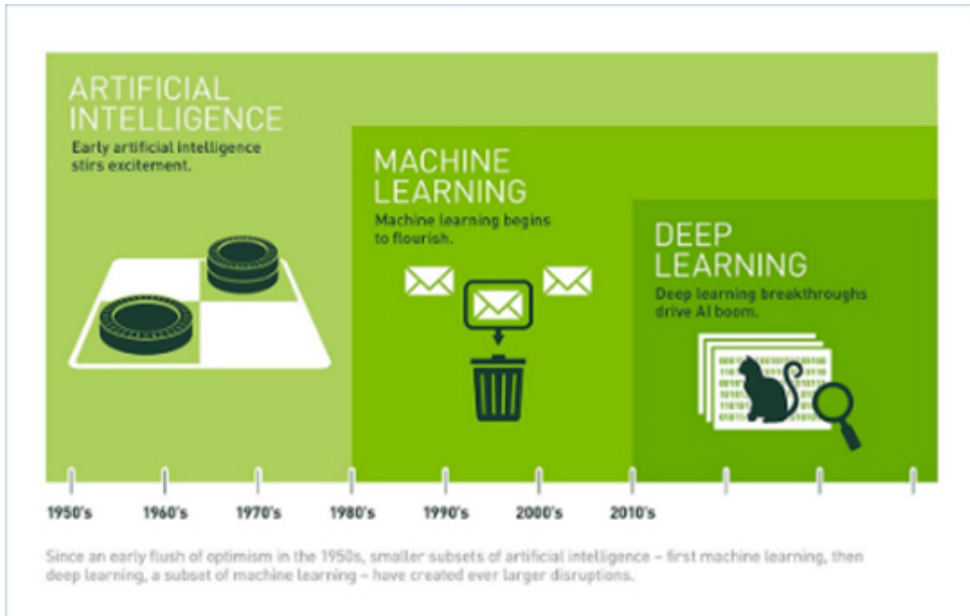 ARTIFICIAL
INTELLIGENCE
Early artificial intelligence
stirs excitement.
MACHINE
LEARNING
Machine learning begins
to flourish.
DEEP
LEARNING
Deep learning breakthroughs
drive AI boom.
1950's 1960's 1970's 1980's 1990's 2000's 2010's
Since an early flush of optimism in the 1950s, smaller subsets of artificial intelligence – first machine learning, then
deep learning, a subset of machine learning – have created ever larger disruptions.